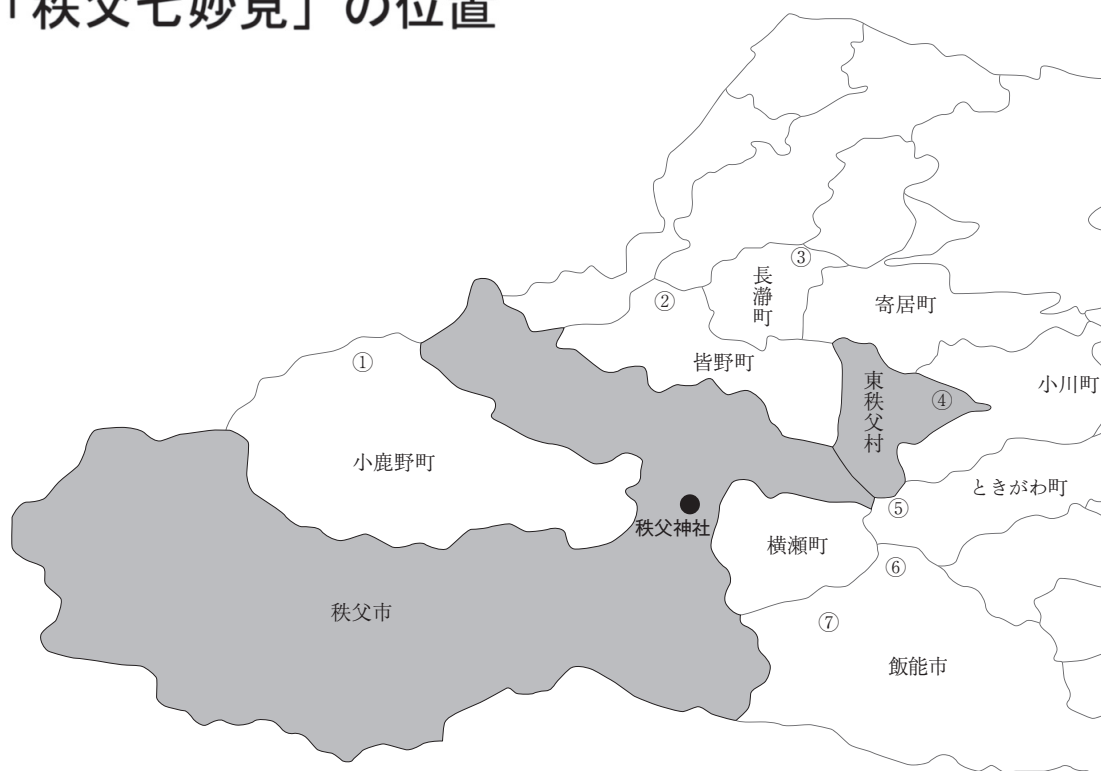 「秩父七妙見」の位置
③
長瀞町
②
寄居町
①
皆野町
東秩父村
小川町
④
小鹿野町
ときがわ町
⑤
秩父神社
横瀬町
⑥
秩父市
⑦
飯能市